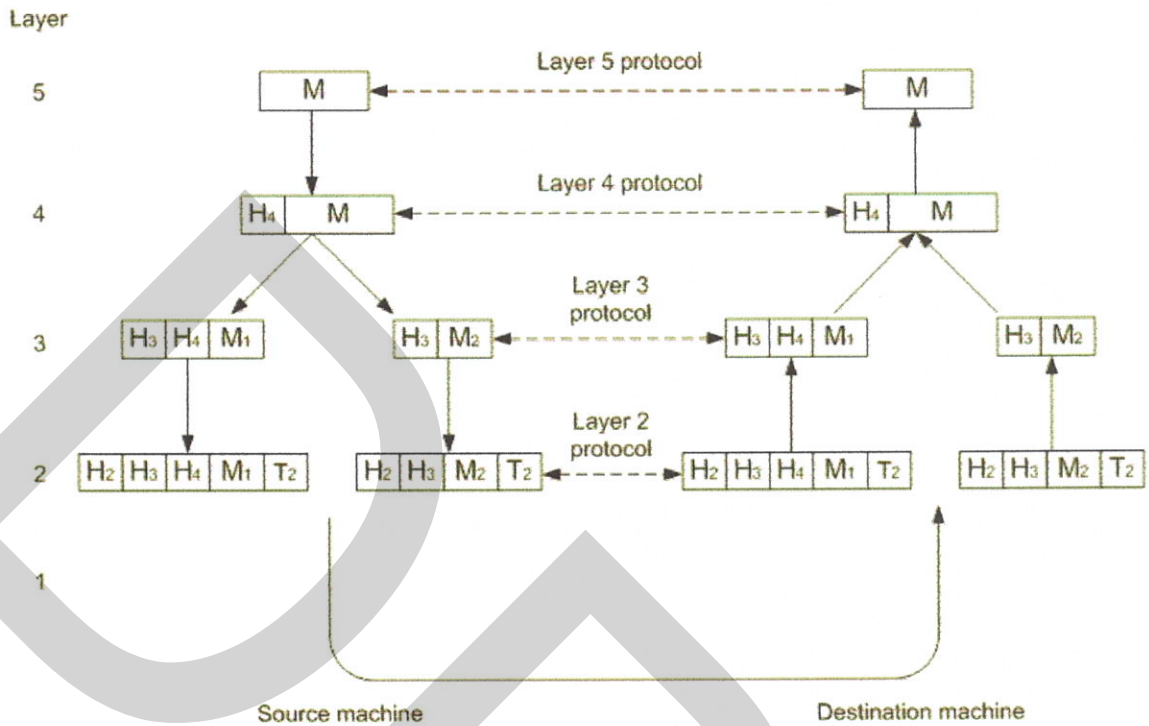 Layer
Layer 5 protocol
5 M M
Layer 4 protocol
4 H4 M H4 M
Layer 3
protocol
3 H3 H4 M1 H3 M2 H3 H4 M1 H3 M2
Layer 2
protocol
2 H2 H3 H4 M1 T2 H2 H3 M2 T2 H2 H3 H4 M1 T2 H2 H3 M2 T2
1
Source machine Destination machine